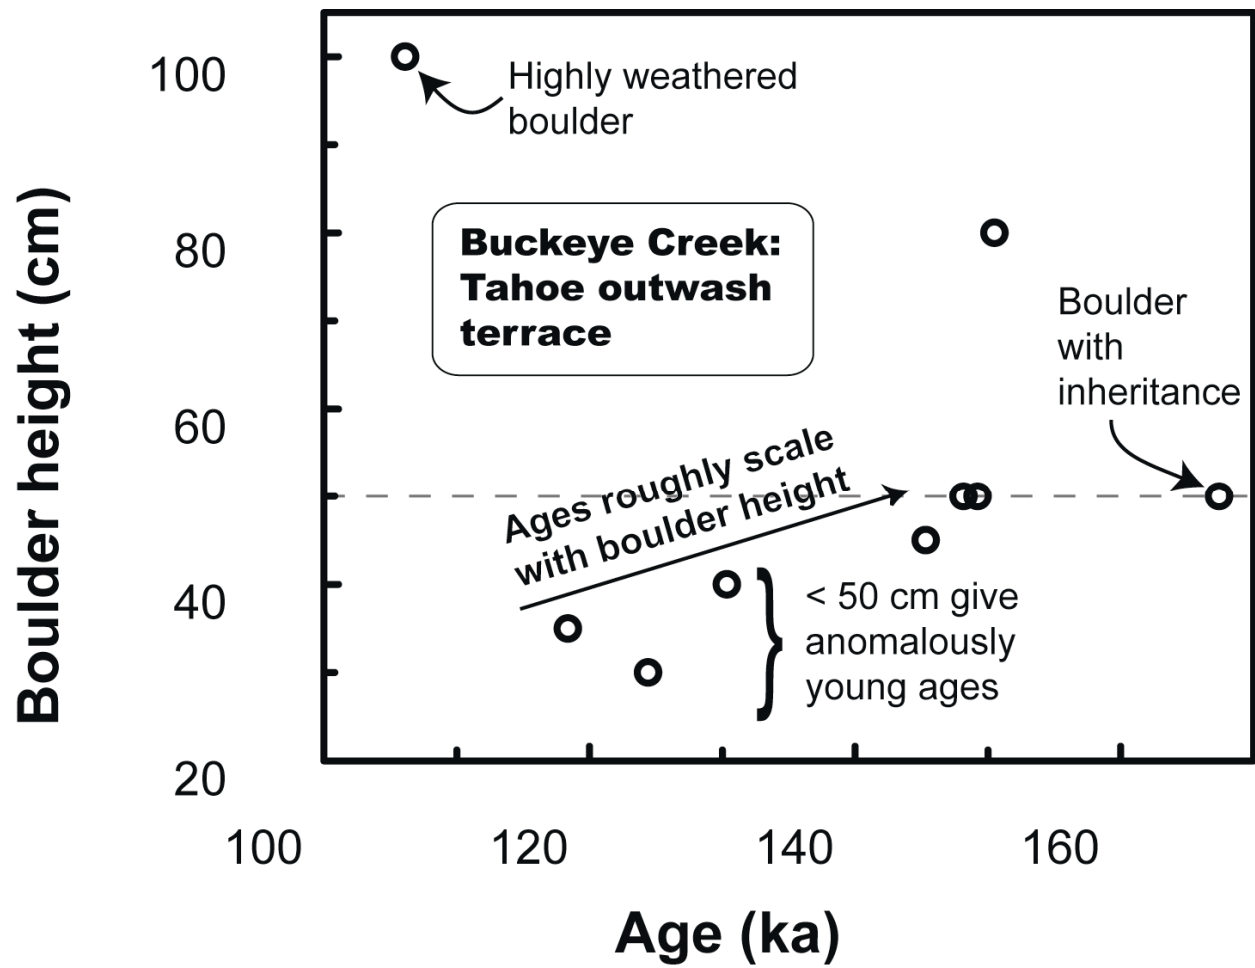 100
80
60
40
20
Boulder height (cm)
Highly weathered
boulder
Buckeye Creek:
Tahoe outwash
terrace
Boulder
with
inheritance
Ages roughly scale
with boulder height
< 50 cm give
anomalously
young ages
100
120
140
160
Age (ka)